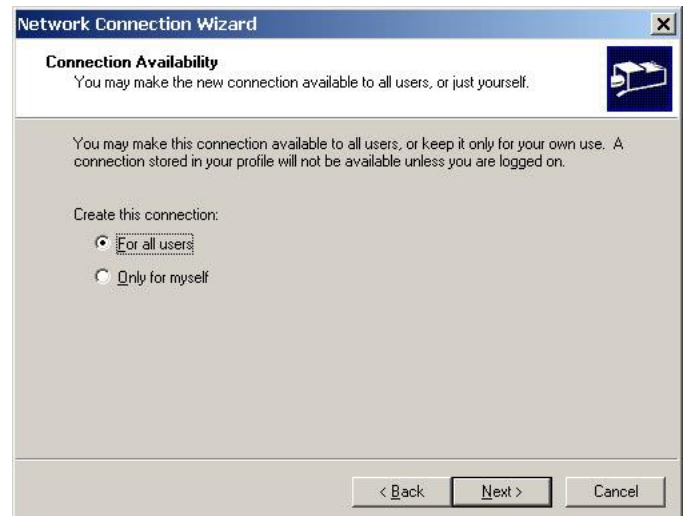 Network Connection Wizard
Connection Availability
You may make the new connection available to all users, or just yourself.
You may make this connection available to all users, or keep it only for your own use. A
connection stored in your profile will not be available unless you are logged on.
Create this connection:
For all users
Only for myself
< Back Next > Cancel